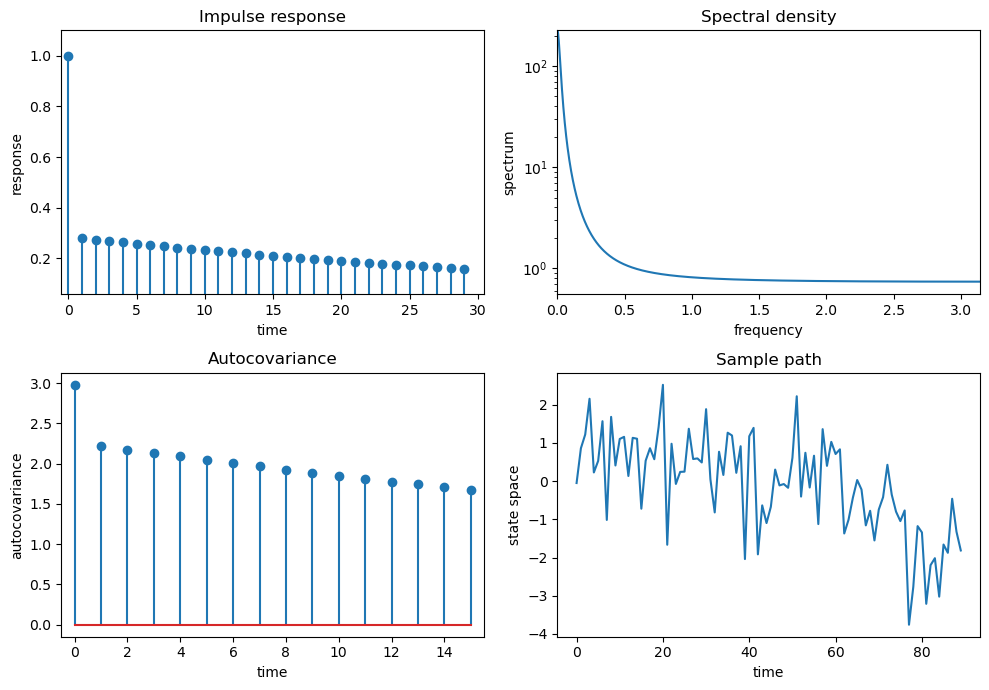 Impulse response
1.0
0.8
0.6
0.4
0.2
response
0 5 10 15 20 25 30
time
Spectral density
10²
10¹
10⁰
spectrum
0.0 0.5 1.0 1.5 2.0 2.5 3.0
frequency
Autocovariance
3.0
2.5
2.0
1.5
1.0
0.5
0.0
autocovariance
0 2 4 6 8 10 12 14
time
Sample path
2
1
0
−1
−2
−3
−4
state space
0 20 40 60 80
time